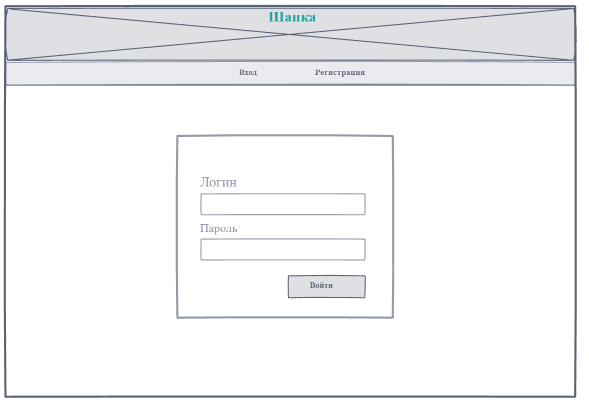 Шапка
Вход Регистрация
Логин
Пароль
Войти